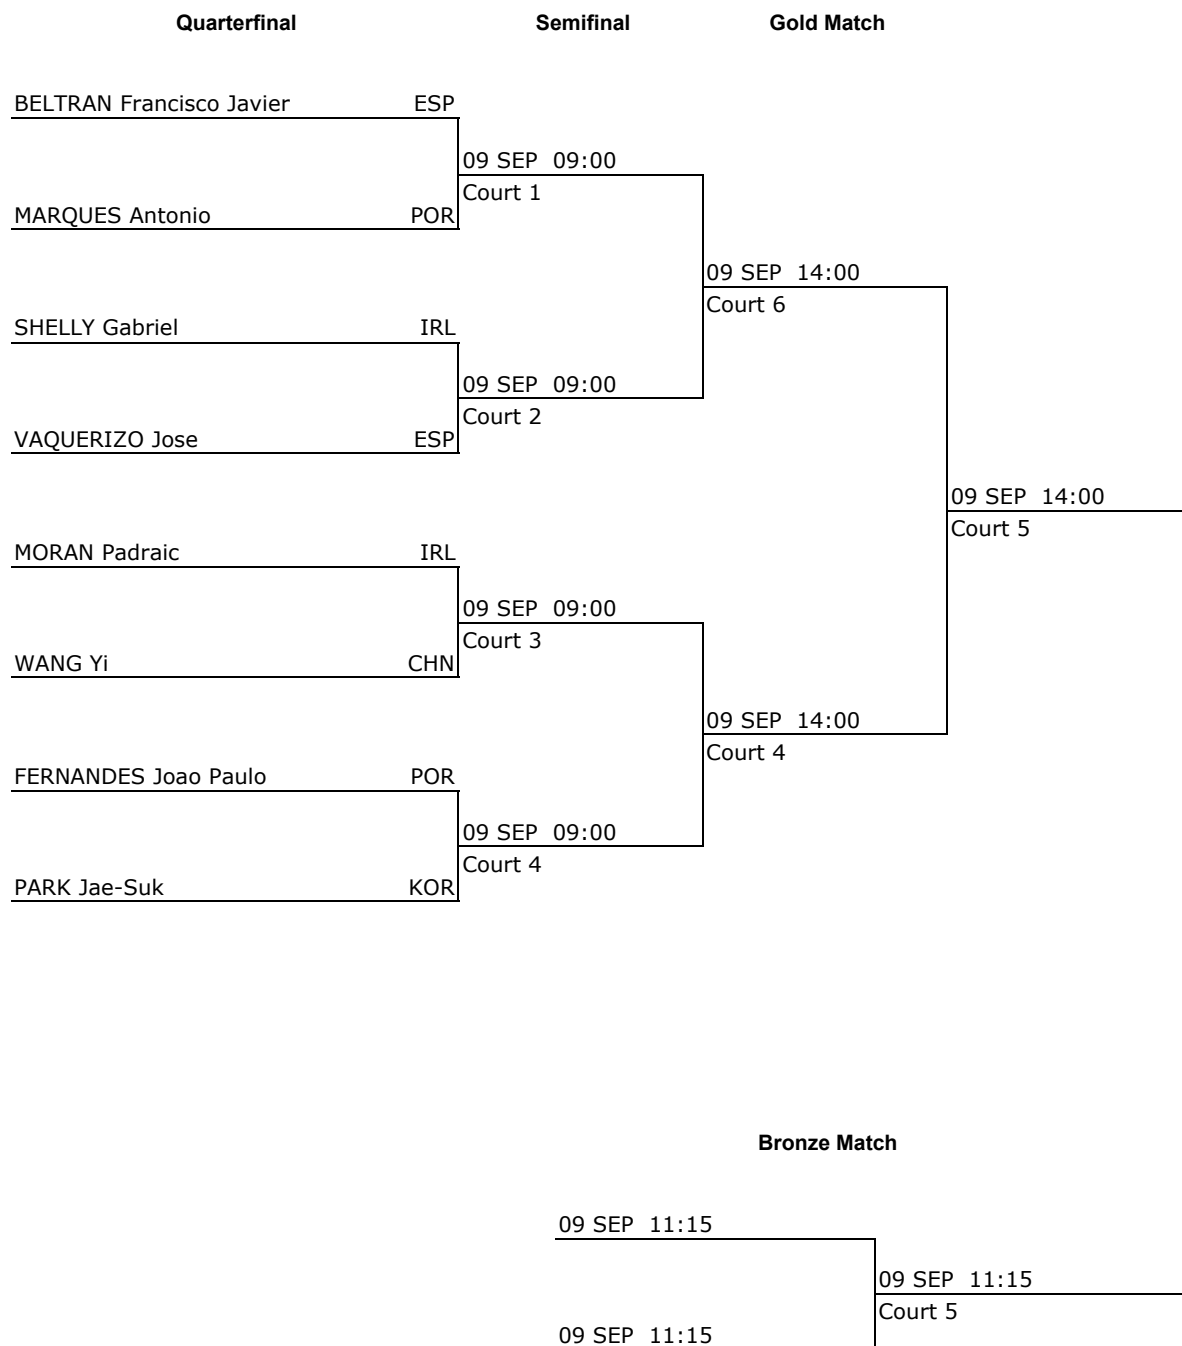 Quarterfinal Semifinal Gold Match
BELTRAN Francisco Javier ESP
09 SEP 09:00
Court 1
MARQUES Antonio POR
09 SEP 14:00
Court 6
SHELLY Gabriel IRL
09 SEP 09:00
Court 2
VAQUERIZO Jose ESP
09 SEP 14:00
Court 5
MORAN Padraic IRL
09 SEP 09:00
Court 3
WANG Yi CHN
09 SEP 14:00
Court 4
FERNANDES Joao Paulo POR
09 SEP 09:00
Court 4
PARK Jae-Suk KOR
Bronze Match
09 SEP 11:15
09 SEP 11:15
Court 5
09 SEP 11:15